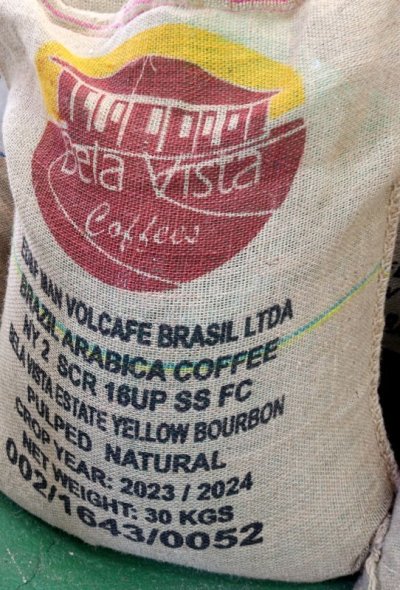 Bela Vista
Coffees
ED&F MAN VOLCAFE BRASIL LTDA
BRAZIL ARABICA COFFEE
NY 2 SCR 16UP SS FC
BELA VISTA ESTATE YELLOW BOURBON
PULPED NATURAL
CROP YEAR: 2023 / 2024
NET WEIGHT: 30 KGS
002/1643/0052